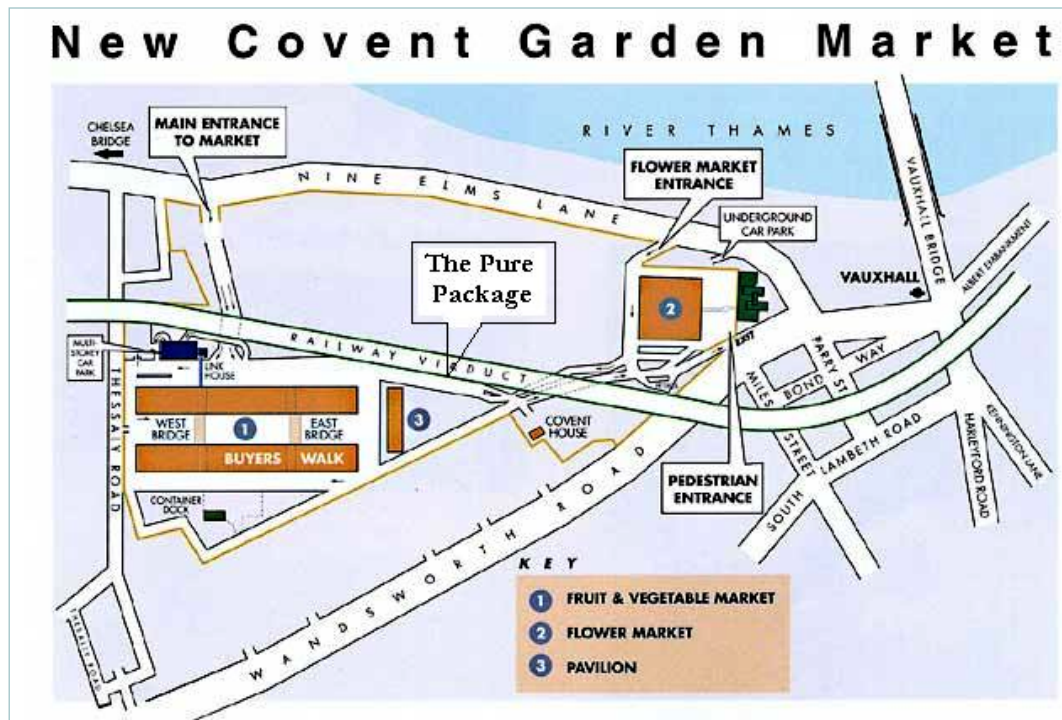 New Covent Garden Market
CHELSEA
BRIDGE
MAIN ENTRANCE
TO MARKET
RIVER THAMES
NINE ELMS LANE
FLOWER MARKET
ENTRANCE
UNDERGROUND
CAR PARK
VAUXHALL BRIDGE
ALBERT EMBANKMENT
VAUXHALL
The Pure
Package
2
EXIT
RAILWAY VIADUCT
MULTI-
STOREY CAR
PARK
LINK
HOUSE
THESSALY ROAD
WEST
BRIDGE
1
EAST
BRIDGE
3
BUYERS WALK
COVENT
HOUSE
CONTAINER
DOCK
PEDESTRIAN
ENTRANCE
MILES
STREET
BOND
WAY
PARRY ST
SOUTH LAMBETH ROAD
HARLEYFORD ROAD
KENNINGTON LANE
WANDSWORTH ROAD
THESSALY ROAD
KEY
1 FRUIT & VEGETABLE MARKET
2 FLOWER MARKET
3 PAVILION